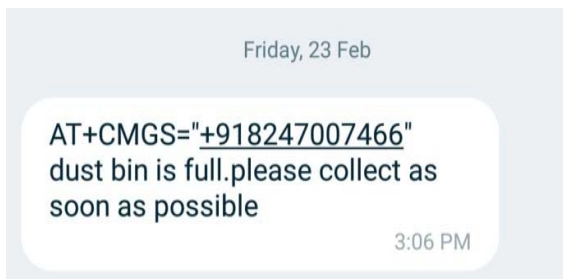 Friday, 23 Feb
AT+CMGS="+918247007466"
dust bin is full.please collect as
soon as possible
3:06 PM